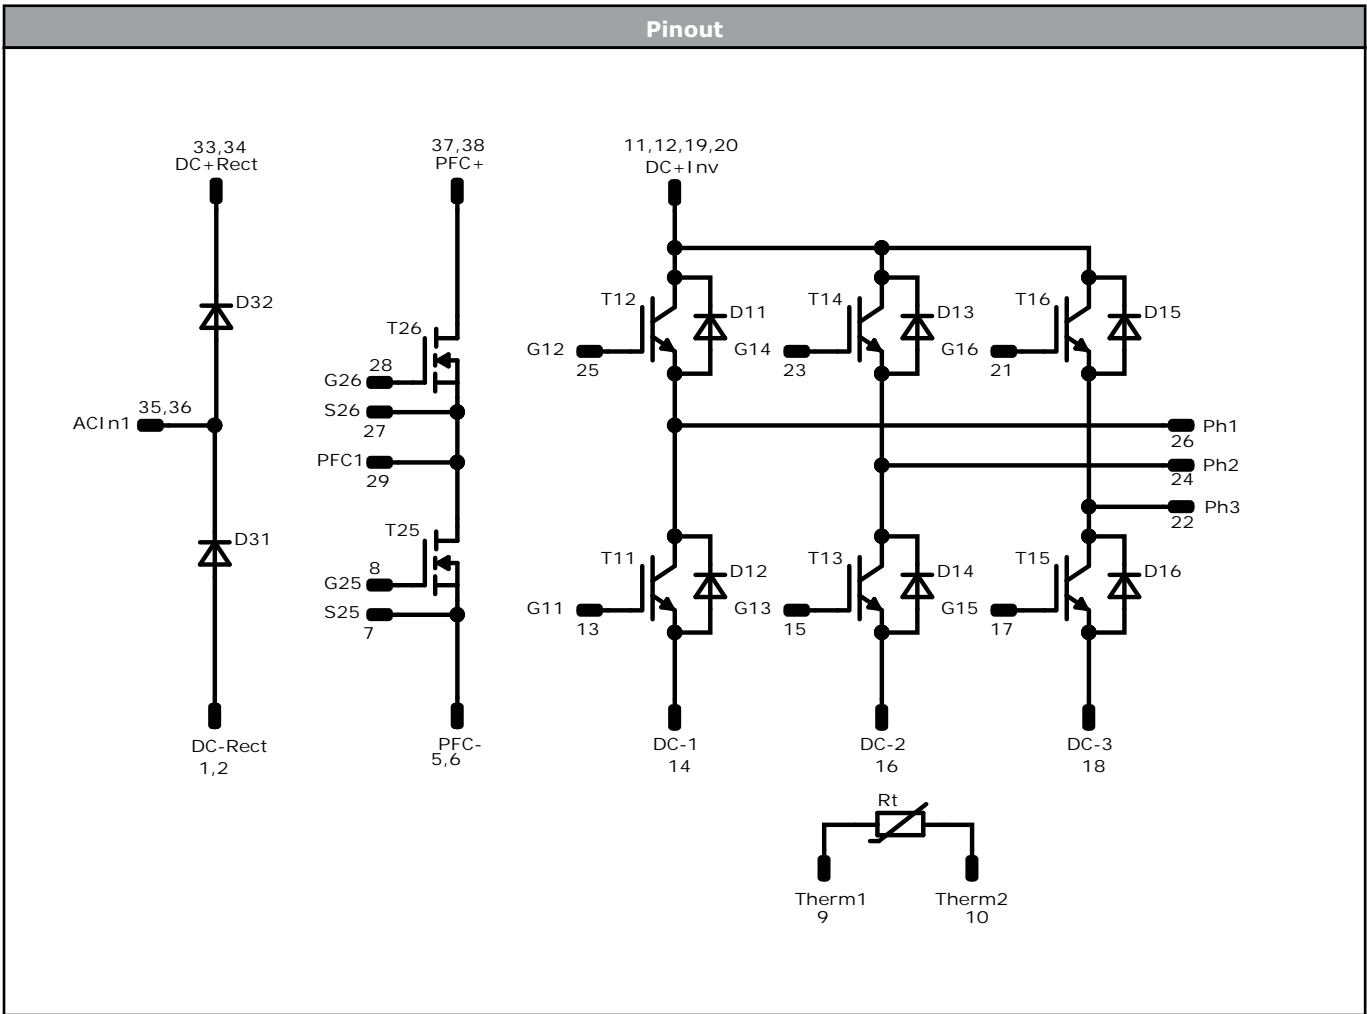 Pinout
33,34
DC+Rect
37,38
PFC+
11,12,19,20
DC+Inv
D32
T26
28
G26
S26
27
PFC1
29
35,36
ACIn1
T12
D11
G12
25
T14
D13
G14
23
T16
D15
G16
21
Ph1
26
Ph2
24
Ph3
22
D31
T25
8
G25
S25
7
T11
D12
G11
13
T13
D14
G13
15
T15
D16
G15
17
DC-Rect
1,2
PFC-
5,6
DC-1
14
DC-2
16
DC-3
18
Rt
Therm1
9
Therm2
10